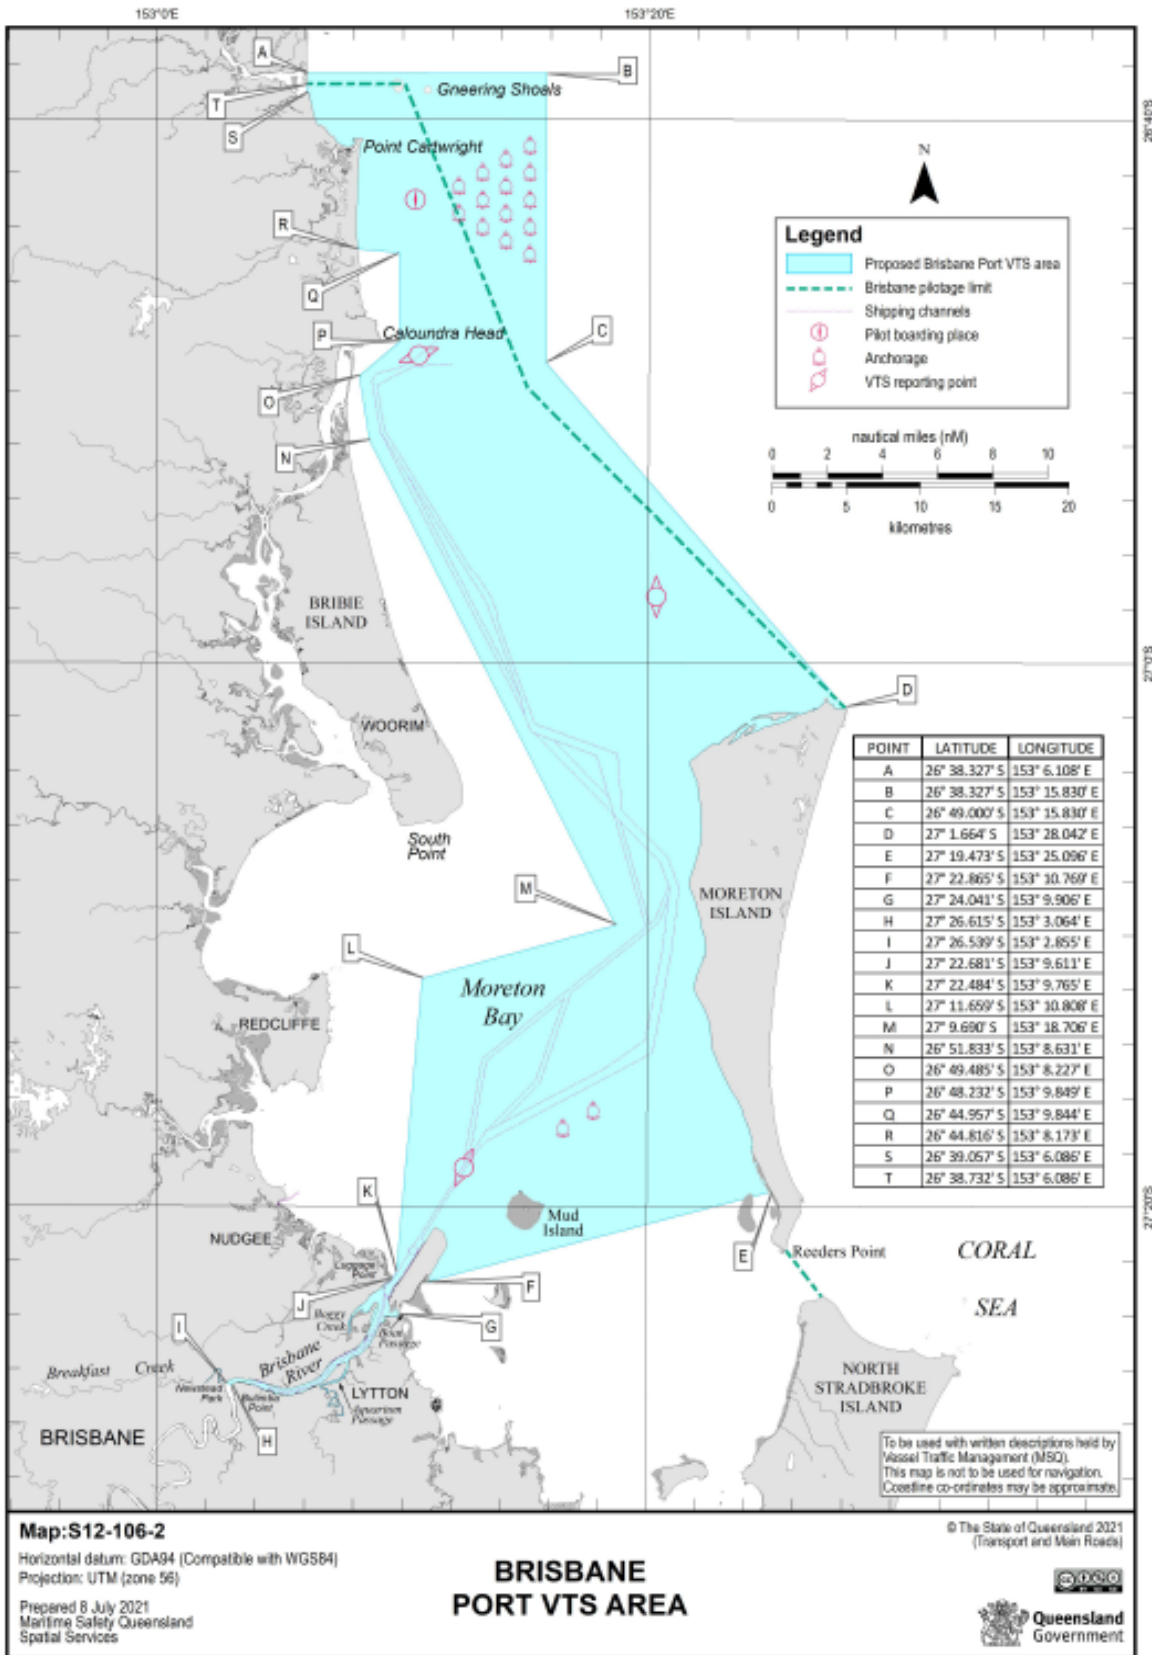 153°0'E
153°20'E
A
B
T
S
Gneering Shoals
26°40'S
Point Cartwright
N
R
Q
P
Caloundra Head
C
O
N
Legend
Proposed Brisbane Port VTS area
Brisbane pilotage limit
Shipping channels
Pilot boarding place
Anchorage
VTS reporting point
nautical miles (nM)
0 2 4 6 8 10
0 5 10 15 20
kilometres
BRIBIE
ISLAND
27°0'S
D
WOORIM
South
Point
MORETON
ISLAND
M
L
Moreton
Bay
REDCLIFFE
POINT LATITUDE LONGITUDE
A 26° 38.327' S 153° 6.108' E
B 26° 38.327' S 153° 15.830' E
C 26° 49.000' S 153° 15.830' E
D 27° 1.664' S 153° 28.042' E
E 27° 19.473' S 153° 25.096' E
F 27° 22.865' S 153° 10.769' E
G 27° 24.041' S 153° 9.906' E
H 27° 26.615' S 153° 3.064' E
I 27° 26.539' S 153° 2.855' E
J 27° 22.681' S 153° 9.611' E
K 27° 22.484' S 153° 9.765' E
L 27° 11.659' S 153° 10.808' E
M 27° 9.690' S 153° 18.706' E
N 26° 51.833' S 153° 8.631' E
O 26° 49.485' S 153° 8.227' E
P 26° 48.232' S 153° 9.849' E
Q 26° 44.957' S 153° 9.844' E
R 26° 44.816' S 153° 8.173' E
S 26° 39.057' S 153° 6.086' E
T 26° 38.732' S 153° 6.086' E
K
27°20'S
Mud
Island
NUDGEE
Luggage
Point
E
Reeders Point
CORAL
SEA
J
F
G
Boggy
Creek
Boat
Passage
I
Breakfast Creek
Brisbane
River
Newstead
Park
Bulimba
Point
LYTTON
Aquarium
Passage
H
BRISBANE
NORTH
STRADBROKE
ISLAND
To be used with written descriptions held by
Vessel Traffic Management (MSQ).
This map is not to be used for navigation.
Coastline co-ordinates may be approximate.
Map:S12-106-2
Horizontal datum: GDA94 (Compatible with WGS84)
Projection: UTM (zone 56)
Prepared 8 July 2021
Maritime Safety Queensland
Spatial Services
BRISBANE
PORT VTS AREA
© The State of Queensland 2021
(Transport and Main Roads)
Queensland
Government